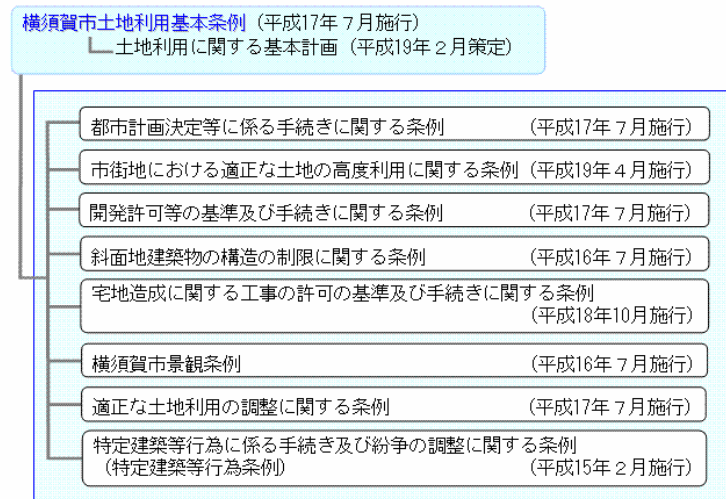 横須賀市土地利用基本条例（平成17年７月施行）
土地利用に関する基本計画（平成19年２月策定）
都市計画決定等に係る手続きに関する条例 （平成17年７月施行）
市街地における適正な土地の高度利用に関する条例（平成19年４月施行）
開発許可等の基準及び手続きに関する条例 （平成17年７月施行）
斜面地建築物の構造の制限に関する条例 （平成16年７月施行）
宅地造成に関する工事の許可の基準及び手続きに関する条例
（平成18年10月施行）
横須賀市景観条例 （平成16年７月施行）
適正な土地利用の調整に関する条例 （平成17年７月施行）
特定建築等行為に係る手続き及び紛争の調整に関する条例
（特定建築等行為条例） （平成15年２月施行）